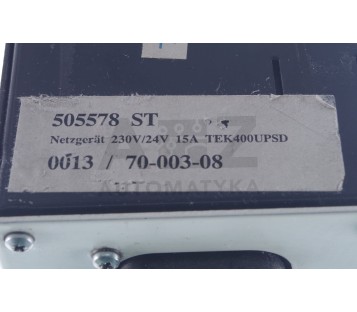 505578 ST
Netzgerät 230V/24V 15A TEK400UPSD
0013 / 70-003-08
AUTOMATYKA